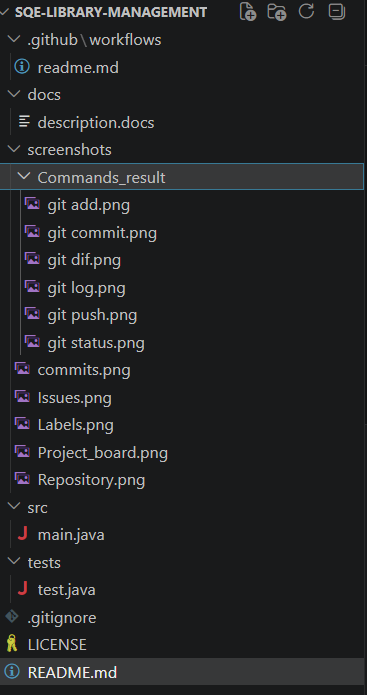 SQE-LIBRARY-MANAGEMENT
.github\workflows
readme.md
docs
description.docs
screenshots
Commands_result
git add.png
git commit.png
git dif.png
git log.png
git push.png
git status.png
commits.png
Issues.png
Labels.png
Project_board.png
Repository.png
src
J main.java
tests
J test.java
.gitignore
LICENSE
README.md